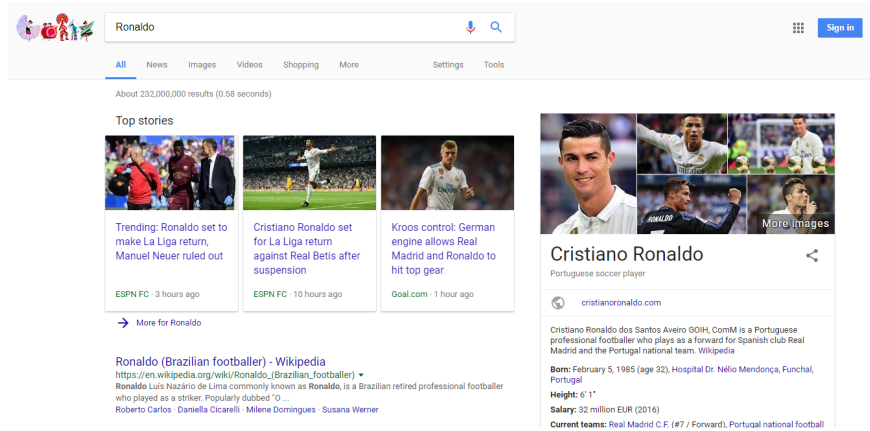 Ronaldo
Sign in
All News Images Videos Shopping More Settings Tools
About 232,000,000 results (0.58 seconds)
Top stories
Trending: Ronaldo set to
make La Liga return,
Manuel Neuer ruled out
ESPN FC · 3 hours ago
Cristiano Ronaldo set
for La Liga return
against Real Betis after
suspension
ESPN FC · 10 hours ago
Kroos control: German
engine allows Real
Madrid and Ronaldo to
hit top gear
Goal.com · 1 hour ago
More for Ronaldo
Ronaldo (Brazilian footballer) - Wikipedia
https://en.wikipedia.org/wiki/Ronaldo_(Brazilian_footballer)
Ronaldo Luís Nazário de Lima commonly known as Ronaldo, is a Brazilian retired professional footballer
who played as a striker. Popularly dubbed "O ...
Roberto Carlos · Daniella Cicarelli · Milene Domingues · Susana Werner
RONALDO
More images
Cristiano Ronaldo
Portuguese soccer player
cristianoronaldo.com
Cristiano Ronaldo dos Santos Aveiro GOIH, ComM is a Portuguese
professional footballer who plays as a forward for Spanish club Real
Madrid and the Portugal national team. Wikipedia
Born: February 5, 1985 (age 32), Hospital Dr. Nélio Mendonça, Funchal,
Portugal
Height: 6′ 1″
Salary: 32 million EUR (2016)
Current teams: Real Madrid C.F. (#7 / Forward), Portugal national football